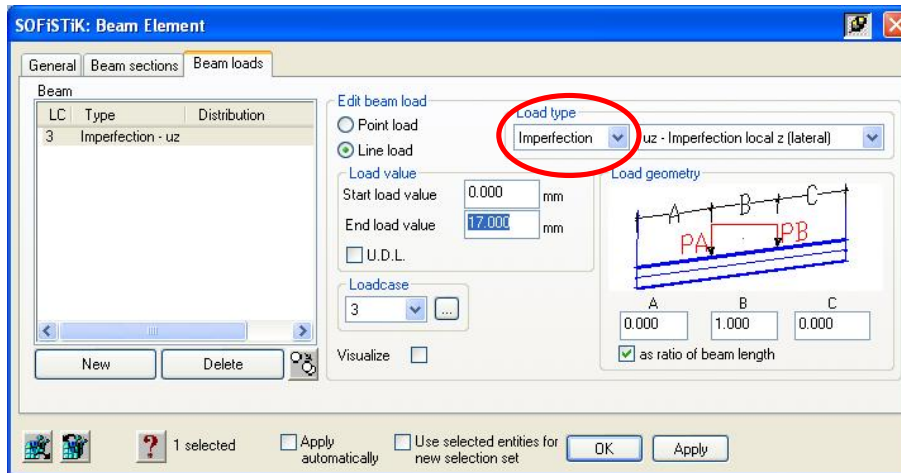 SOFiSTiK: Beam Element
General Beam sections Beam loads
Beam
LC Type Distribution
3 Imperfection - uz
New Delete
Edit beam load
Point load
Line load
Load type
Imperfection uz - Imperfection local z (lateral)
Load value
Start load value 0.000 mm
End load value 17.000 mm
U.D.L.
Loadcase
3 ...
Visualize
Load geometry
A B C
PA PB
A B C
0.000 1.000 0.000
as ratio of beam length
? 1 selected
Apply
automatically
Use selected entities for
new selection set
OK Apply